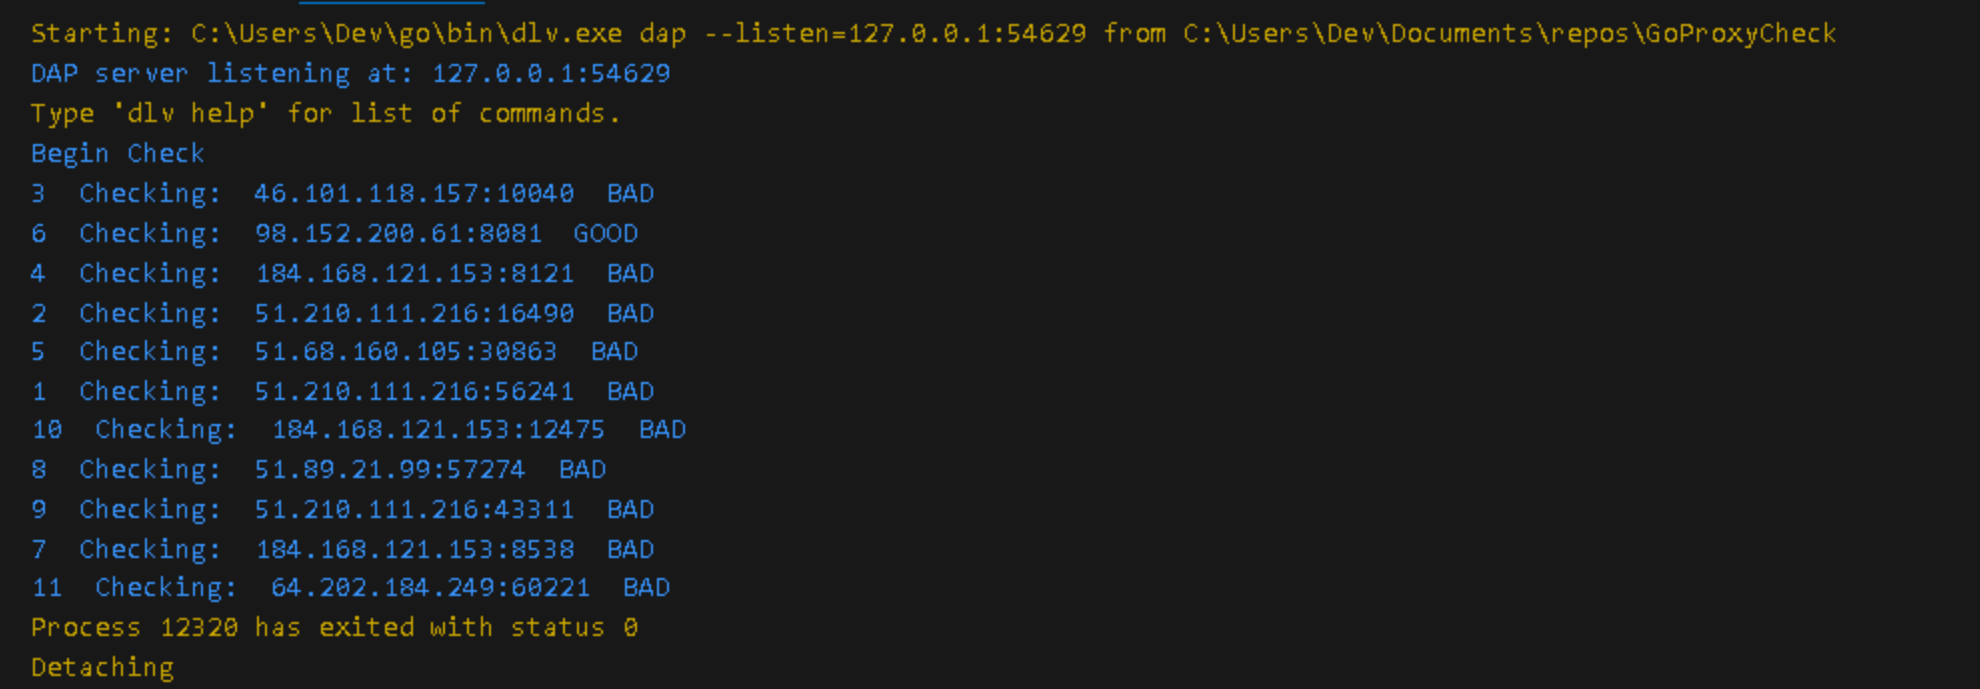 Starting: C:\Users\Dev\go\bin\dlv.exe dap --listen=127.0.0.1:54629 from C:\Users\Dev\Documents\repos\GoProxyCheck
DAP server listening at: 127.0.0.1:54629
Type 'dlv help' for list of commands.
Begin Check
3  Checking:  46.101.118.157:10040  BAD
6  Checking:  98.152.200.61:8081  GOOD
4  Checking:  184.168.121.153:8121  BAD
2  Checking:  51.210.111.216:16490  BAD
5  Checking:  51.68.160.105:30863  BAD
1  Checking:  51.210.111.216:56241  BAD
10  Checking:  184.168.121.153:12475  BAD
8  Checking:  51.89.21.99:57274  BAD
9  Checking:  51.210.111.216:43311  BAD
7  Checking:  184.168.121.153:8538  BAD
11  Checking:  64.202.184.249:60221  BAD
Process 12320 has exited with status 0
Detaching